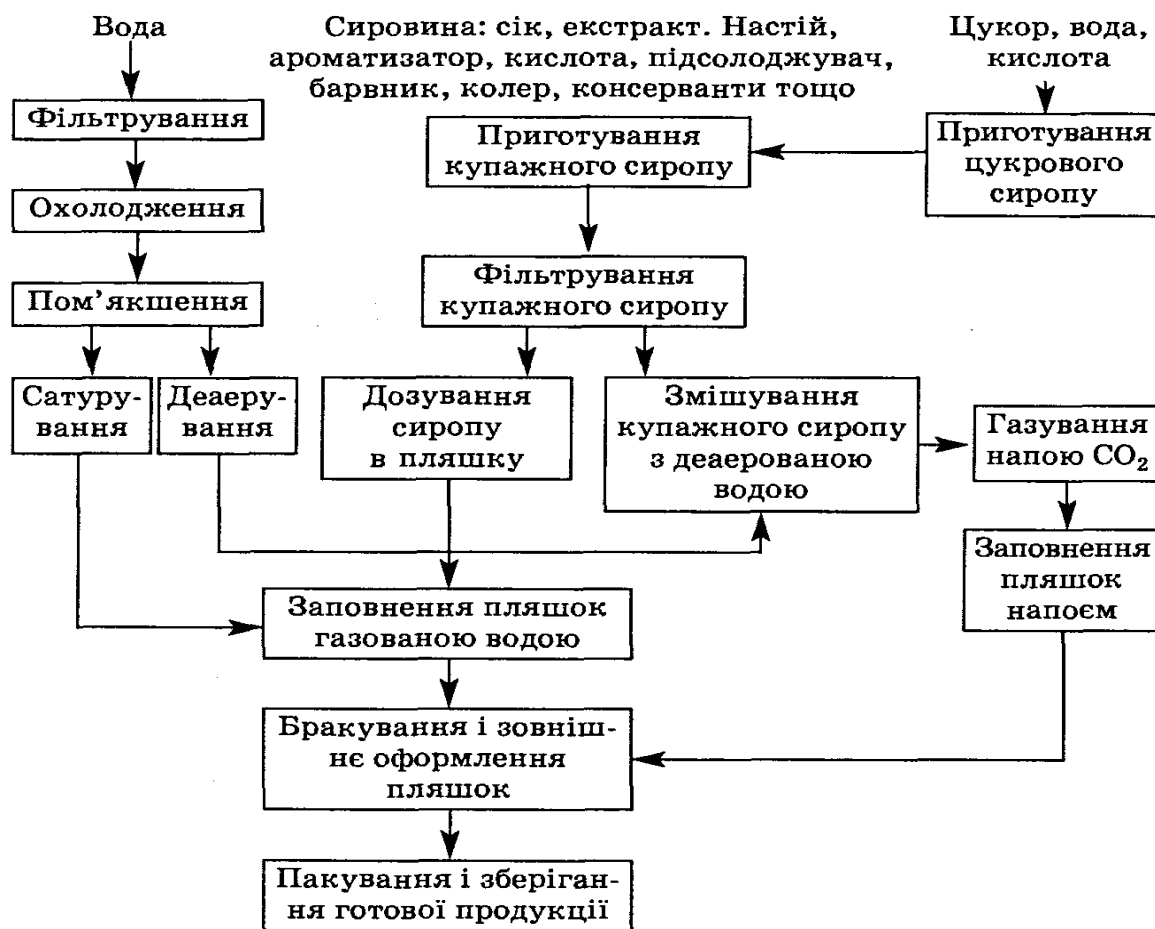 Вода
Сировина: сік, екстракт. Настій,
ароматизатор, кислота, підсолоджувач,
барвник, колер, консерванти тощо
Цукор, вода,
кислота
Фільтрування
Приготування
купажного сиропу
Приготування
цукрового
сиропу
Охолодження
Пом’якшення
Фільтрування
купажного сиропу
Сатуру-
вання
Деаеру-
вання
Дозування
сиропу
в пляшку
Змішування
купажного сиропу
з деаерованою
водою
Газування
напою CO₂
Заповнення
пляшок
напоєм
Заповнення пляшок
газованою водою
Бракування і зовніш-
нє оформлення
пляшок
Пакування і зберіган-
ня готової продукції